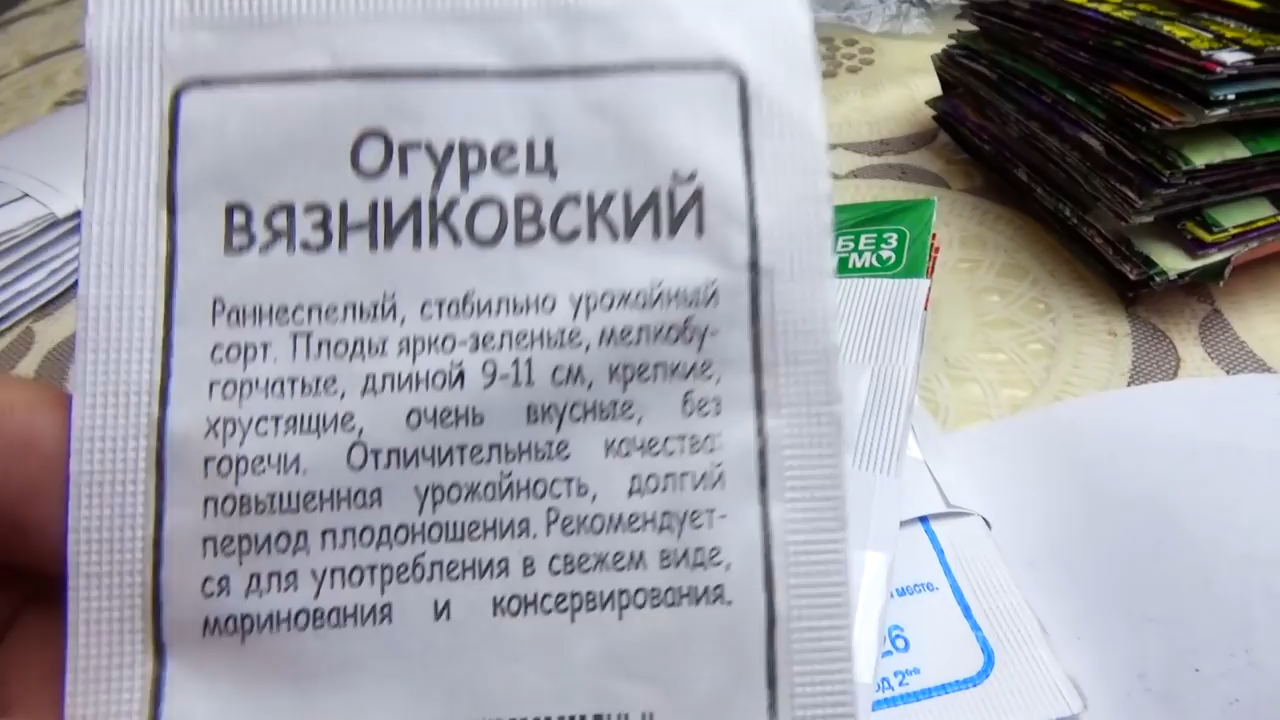 Огурец
ВЯЗНИКОВСКИЙ
Раннеспелый, стабильно урожайный
сорт. Плоды ярко-зеленые, мелкобу-
горчатые, длиной 9-11 см, крепкие,
хрустящие, очень вкусные, без
горечи. Отличительные качества:
повышенная урожайность, долгий
период плодоношения. Рекомендует-
ся для употребления в свежем виде,
маринования и консервирования.
БЕЗ
ГМО
месте.
26